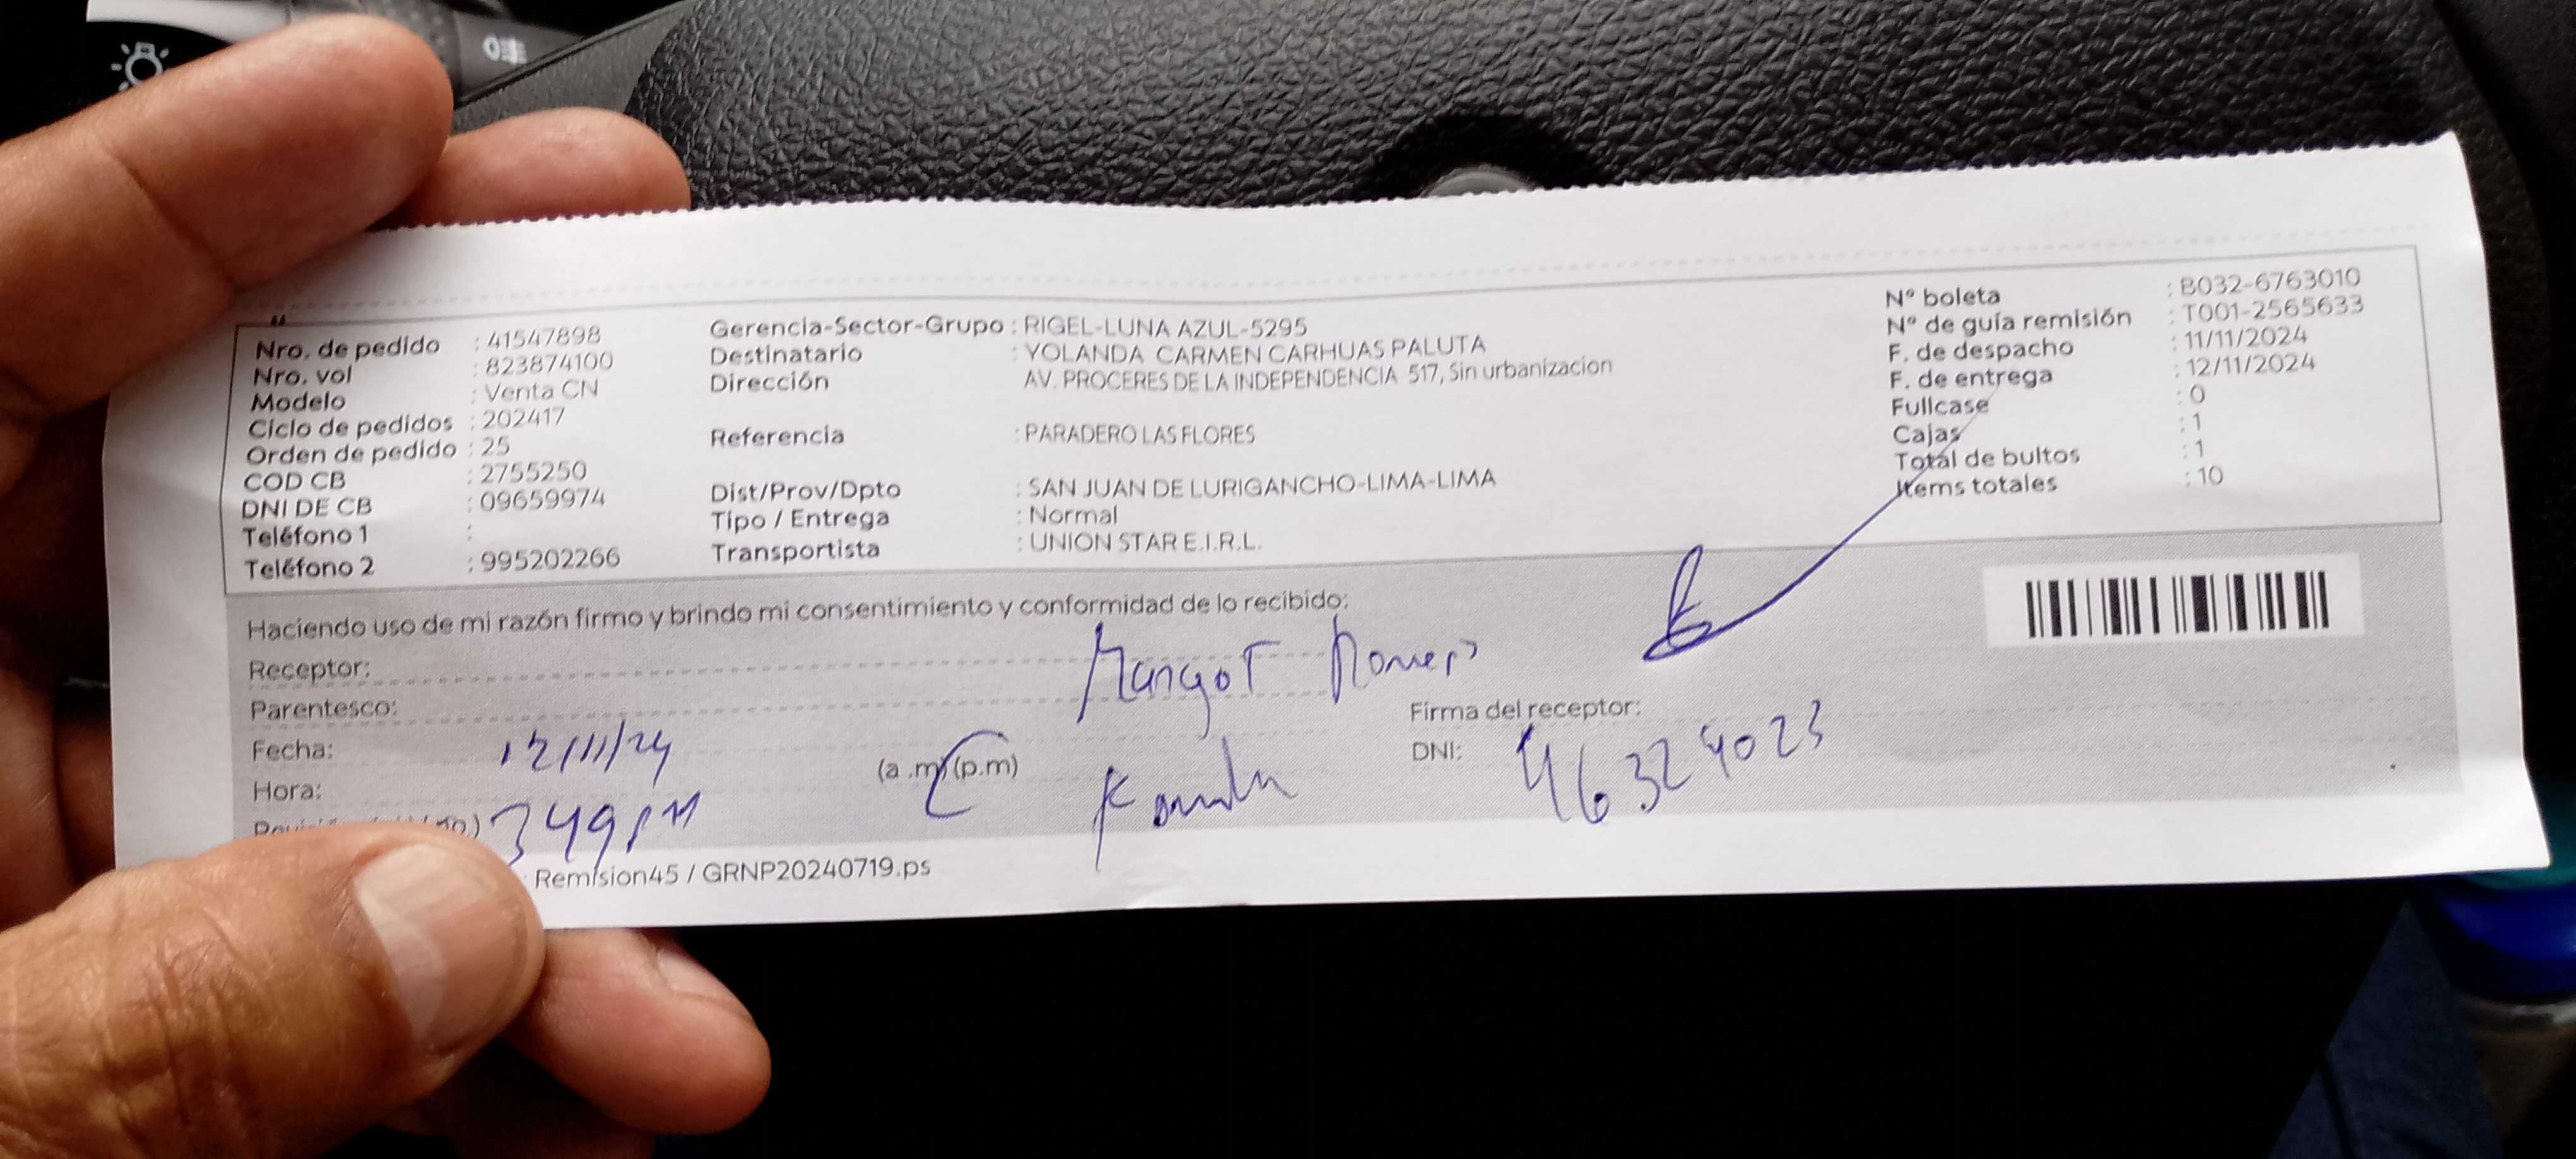 Nro. de pedido : 41547898
Nro. vol : 823874100
Modelo : Venta CN
Ciclo de pedidos : 202417
Orden de pedido : 25
COD CB : 2755250
DNI DE CB : 09659974
Teléfono 1 :
Teléfono 2 : 995202266
Gerencia-Sector-Grupo : RIGEL-LUNA AZUL-5295
Destinatario : YOLANDA CARMEN CARHUAS PALUTA
Dirección AV. PROCERES DE LA INDEPENDENCIA 517, Sin urbanizacion
Referencia : PARADERO LAS FLORES
Dist/Prov/Dpto : SAN JUAN DE LURIGANCHO-LIMA-LIMA
Tipo / Entrega : Normal
Transportista : UNION STAR E.I.R.L.
Nº boleta : B032-6763010
Nº de guía remisión : T001-2565633
F. de despacho : 11/11/2024
F. de entrega : 12/11/2024
Fullcase : 0
Cajas : 1
Total de bultos : 1
Items totales : 10
Haciendo uso de mi razón firmo y brindo mi consentimiento y conformidad de lo recibido:
Receptor: Margot Romero
Parentesco:
Firma del receptor:
Fecha: 12/11/24
(a.m) (p.m)
DNI: 46324023
Hora: 349 PM
Remision45 / GRNP20240719.ps